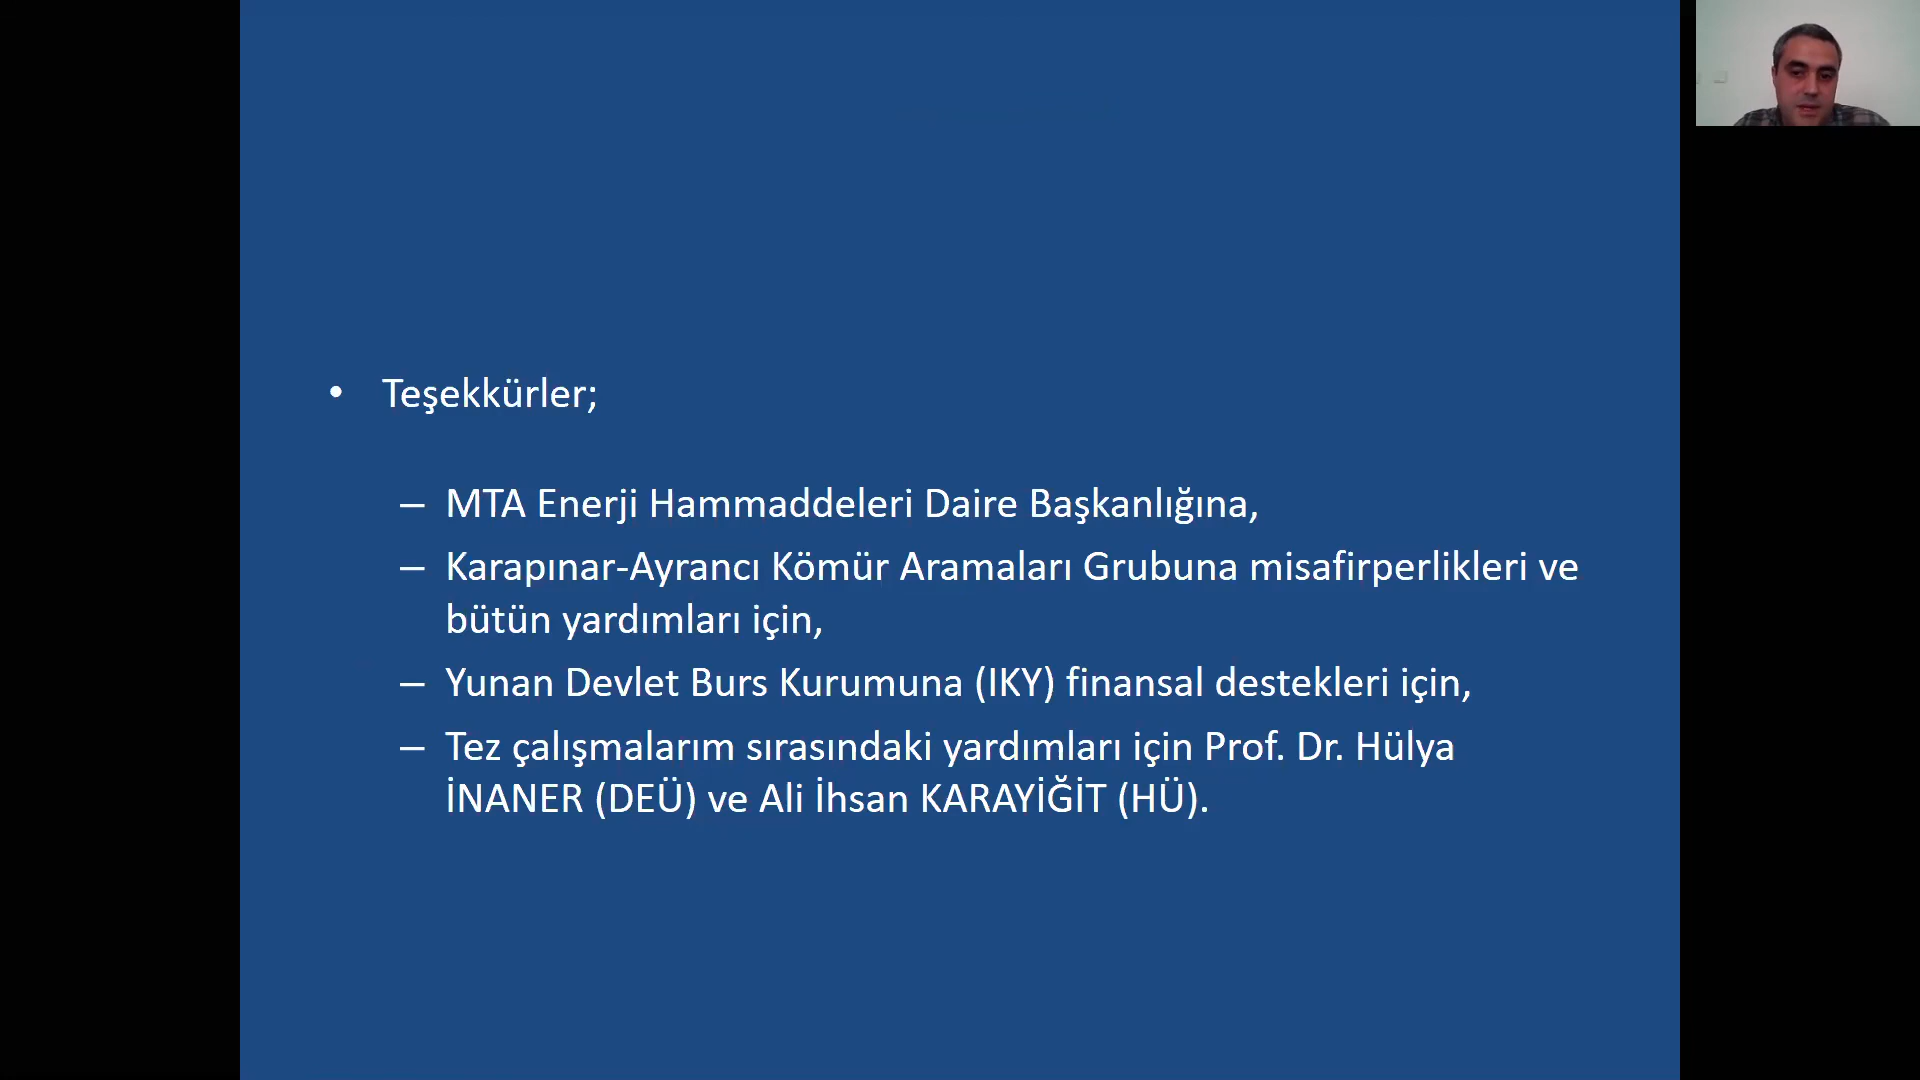 • Teşekkürler;
– MTA Enerji Hammaddeleri Daire Başkanlığına,
– Karapınar-Ayrancı Kömür Aramaları Grubuna misafirperlikleri ve
bütün yardımları için,
– Yunan Devlet Burs Kurumuna (IKY) finansal destekleri için,
– Tez çalışmalarım sırasındaki yardımları için Prof. Dr. Hülya
İNANER (DEÜ) ve Ali İhsan KARAYİĞİT (HÜ).